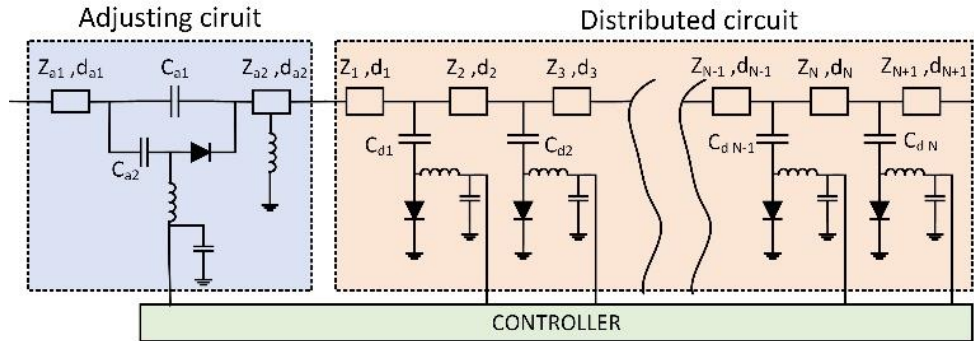 Adjusting ciruit
Distributed circuit
Za1 ,da1
Ca1
Za2 ,da2
Z1 ,d1
Z2 ,d2
Z3 ,d3
ZN-1 ,dN-1
ZN ,dN
ZN+1 ,dN+1
Ca2
Cd1
Cd2
Cd N-1
Cd N
CONTROLLER